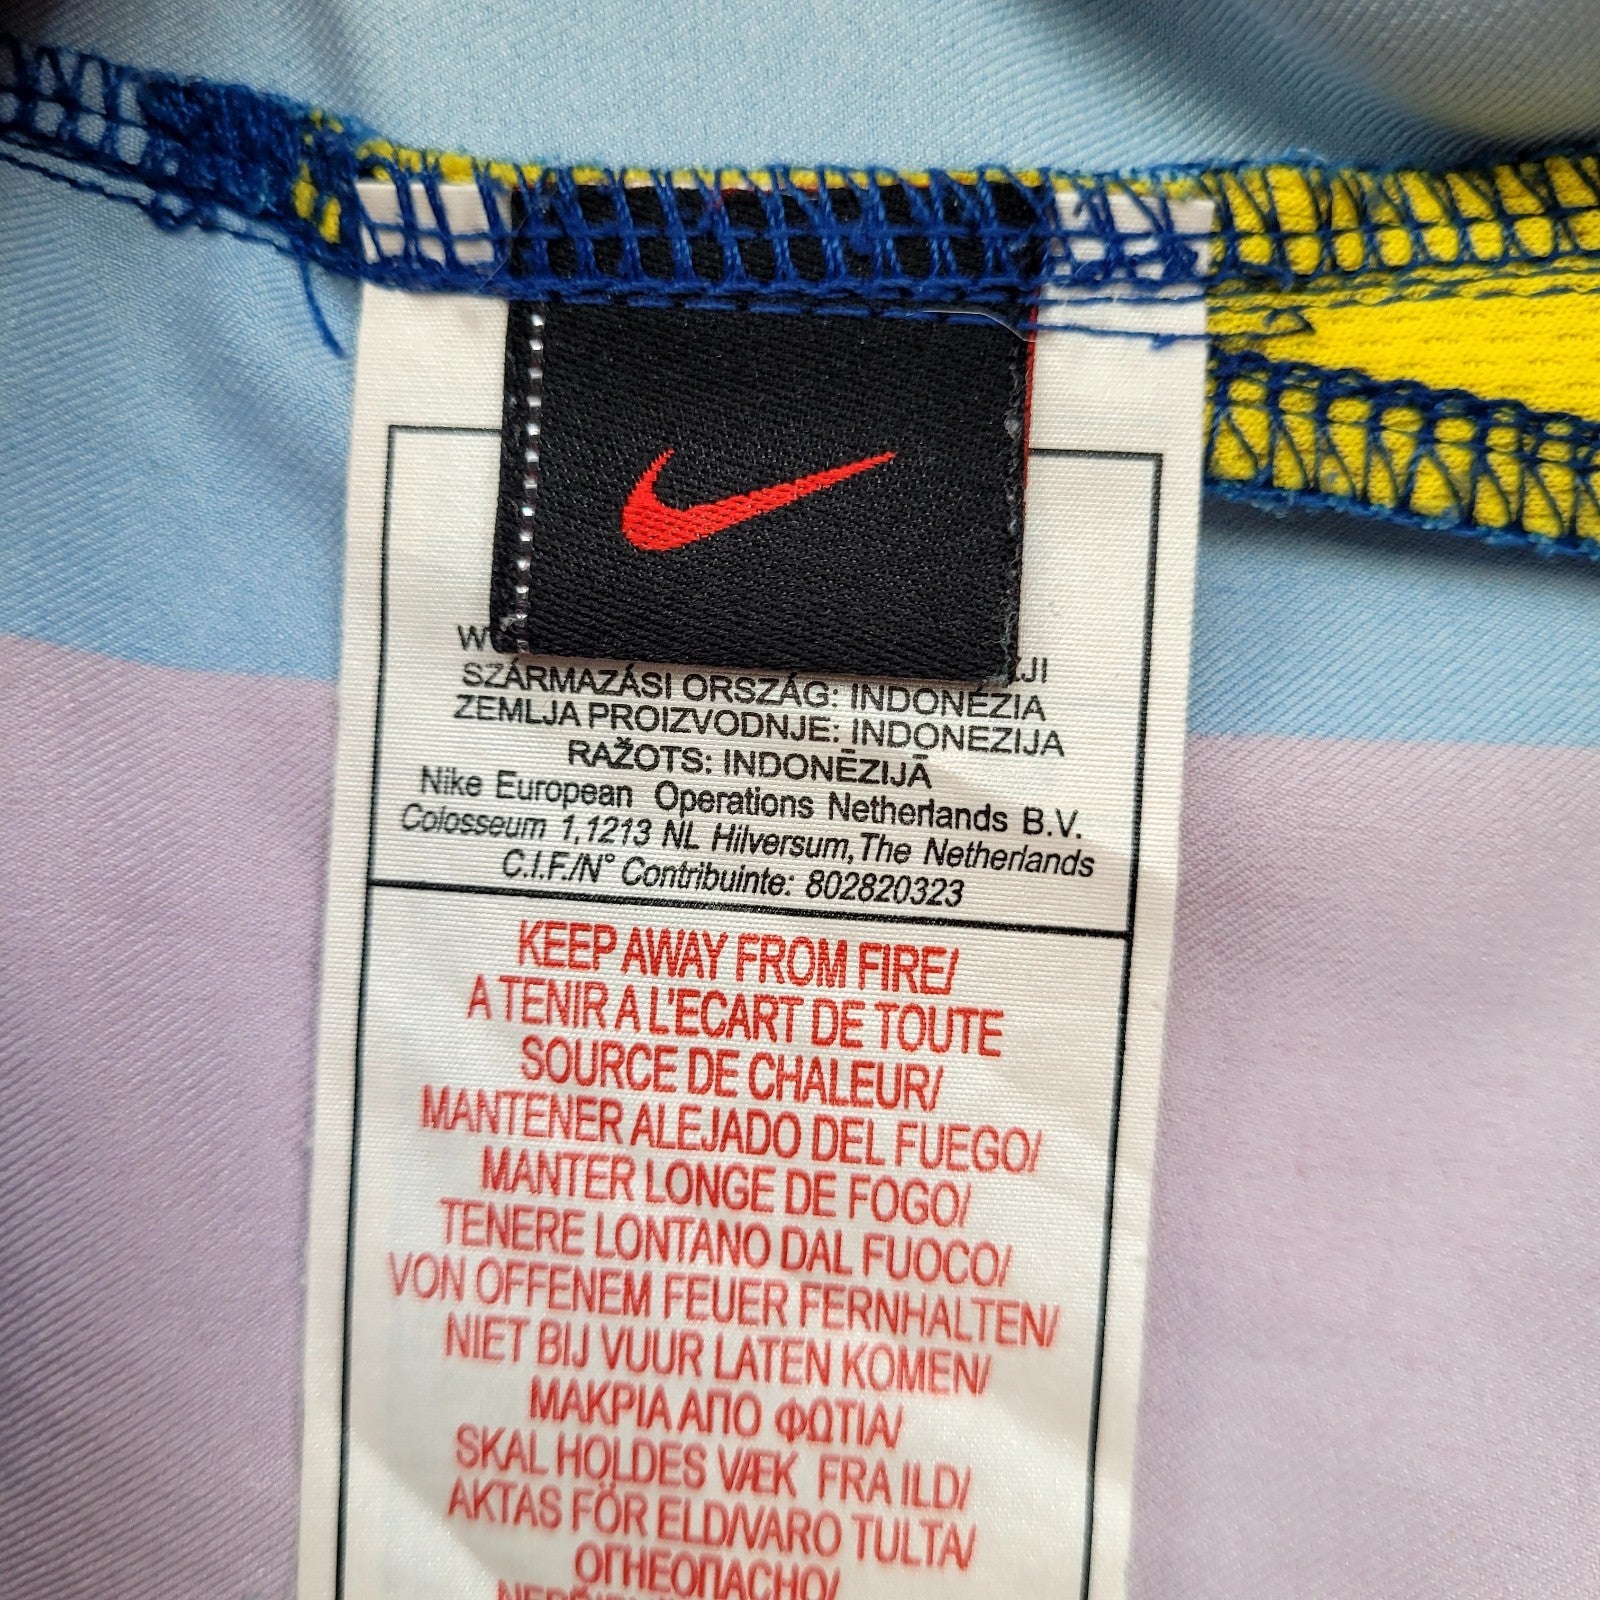 SZÁRMAZÁSI ORSZÁG: INDONÉZIA
ZEMLJA PROIZVODNJE: INDONEZIJA
RAŽOTS: INDONĒZIJĀ
Nike European Operations Netherlands B.V.
Colosseum 1,1213 NL Hilversum,The Netherlands
C.I.F./N° Contribuinte: 802820323
KEEP AWAY FROM FIRE/
A TENIR A L'ECART DE TOUTE
SOURCE DE CHALEUR/
MANTENER ALEJADO DEL FUEGO/
MANTER LONGE DE FOGO/
TENERE LONTANO DAL FUOCO/
VON OFFENEM FEUER FERNHALTEN/
NIET BIJ VUUR LATEN KOMEN/
ΜΑΚΡΙΑ ΑΠΟ ΦΩΤΙΑ/
SKAL HOLDES VÆK FRA ILD/
AKTAS FÖR ELD/VARO TULTA/
ОГНЕОПАСНО/